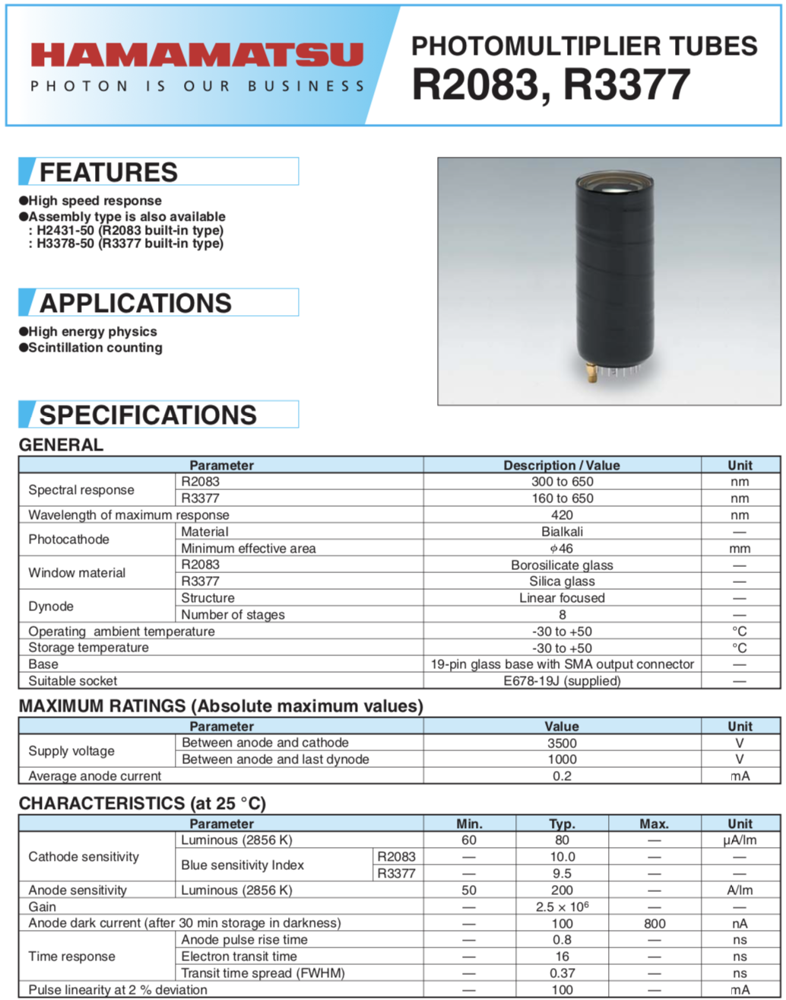 HAMAMATSU
PHOTON IS OUR BUSINESS
PHOTOMULTIPLIER TUBES
R2083, R3377
FEATURES
●High speed response
●Assembly type is also available
: H2431-50 (R2083 built-in type)
: H3378-50 (R3377 built-in type)
APPLICATIONS
●High energy physics
●Scintillation counting
SPECIFICATIONS
GENERAL
Parameter Description / Value Unit
Spectral response R2083 300 to 650 nm
R3377 160 to 650 nm
Wavelength of maximum response 420 nm
Photocathode Material Bialkali —
Minimum effective area φ46 mm
Window material R2083 Borosilicate glass —
R3377 Silica glass —
Dynode Structure Linear focused —
Number of stages 8 —
Operating ambient temperature -30 to +50 °C
Storage temperature -30 to +50 °C
Base 19-pin glass base with SMA output connector —
Suitable socket E678-19J (supplied) —
MAXIMUM RATINGS (Absolute maximum values)
Parameter Value Unit
Supply voltage Between anode and cathode 3500 V
Between anode and last dynode 1000 V
Average anode current 0.2 mA
CHARACTERISTICS (at 25 °C)
Parameter Min. Typ. Max. Unit
Cathode sensitivity Luminous (2856 K) 60 80 — µA/lm
Blue sensitivity Index R2083 — 10.0 — —
R3377 — 9.5 — —
Anode sensitivity Luminous (2856 K) 50 200 — A/lm
Gain — 2.5 × 10⁶ — —
Anode dark current (after 30 min storage in darkness) — 100 800 nA
Time response Anode pulse rise time — 0.8 — ns
Electron transit time — 16 — ns
Transit time spread (FWHM) — 0.37 — ns
Pulse linearity at 2 % deviation — 100 — mA